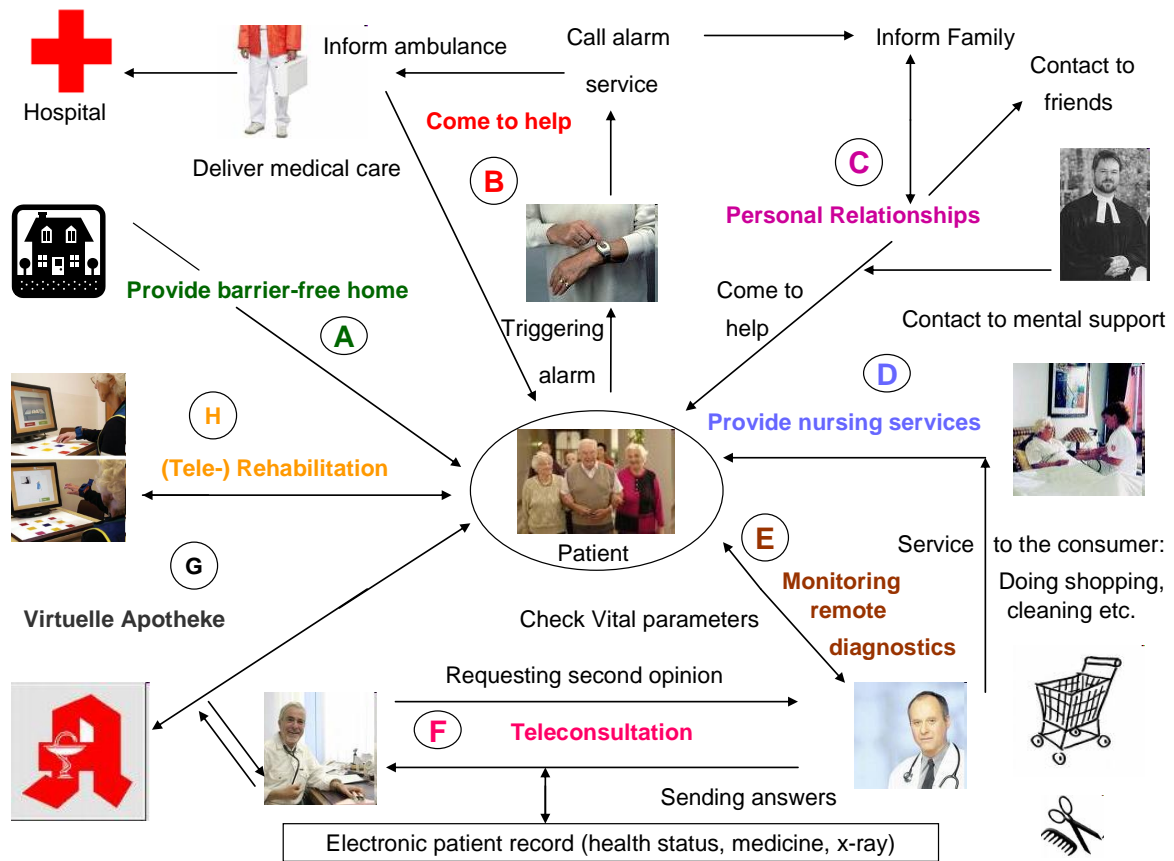 Inform ambulance
Call alarm
service
Inform Family
Contact to
friends
Hospital
Come to help
Deliver medical care
B
C
Personal Relationships
Provide barrier-free home
A
Triggering
alarm
Come to
help
Contact to mental support
D
Provide nursing services
H
(Tele-) Rehabilitation
Patient
G
Virtuelle Apotheke
E
Monitoring
remote
diagnostics
Service to the consumer:
Doing shopping,
cleaning etc.
Check Vital parameters
Requesting second opinion
F
Teleconsultation
Sending answers
Electronic patient record (health status, medicine, x-ray)